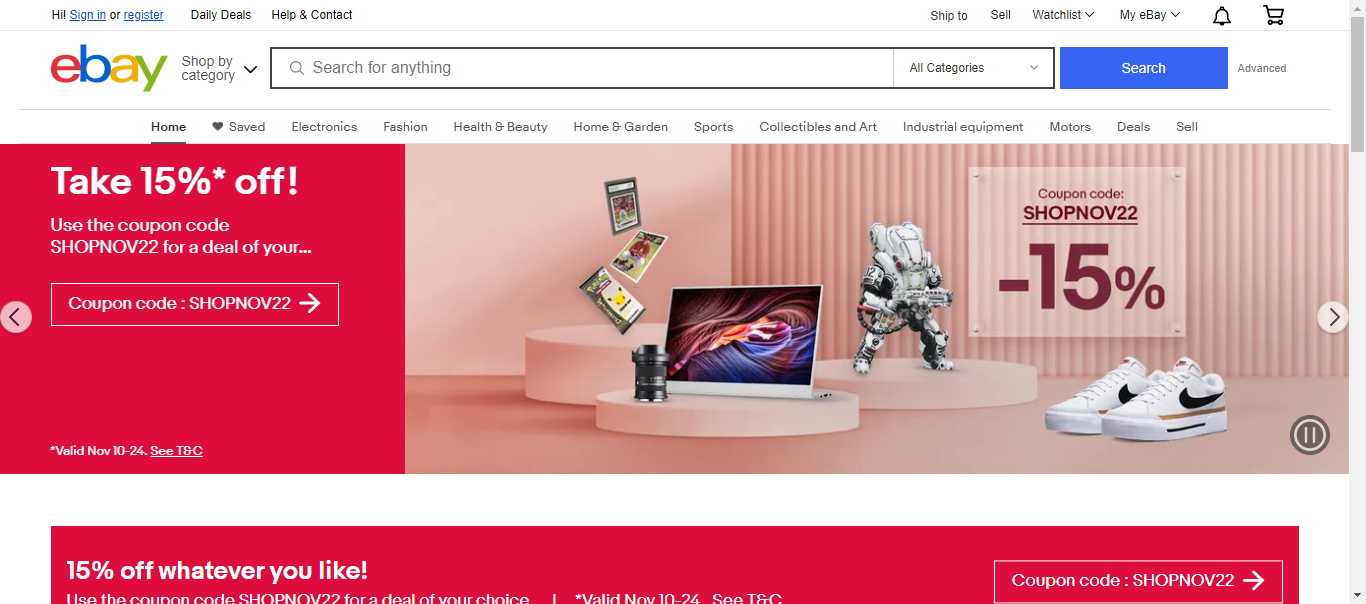 Hi! Sign in or register
Daily Deals
Help & Contact
Ship to
Sell
Watchlist
My eBay
ebay
Shop by
category
Search for anything
All Categories
Search
Advanced
Home
Saved
Electronics
Fashion
Health & Beauty
Home & Garden
Sports
Collectibles and Art
Industrial equipment
Motors
Deals
Sell
Take 15%* off!
Use the coupon code
SHOPNOV22 for a deal of your...
Coupon code : SHOPNOV22
*Valid Nov 10-24. See T&C
Coupon code:
SHOPNOV22
-15%
15% off whatever you like!
Use the coupon code SHOPNOV22 for a deal of your choice. | *Valid Nov 10-24. See T&C
Coupon code : SHOPNOV22